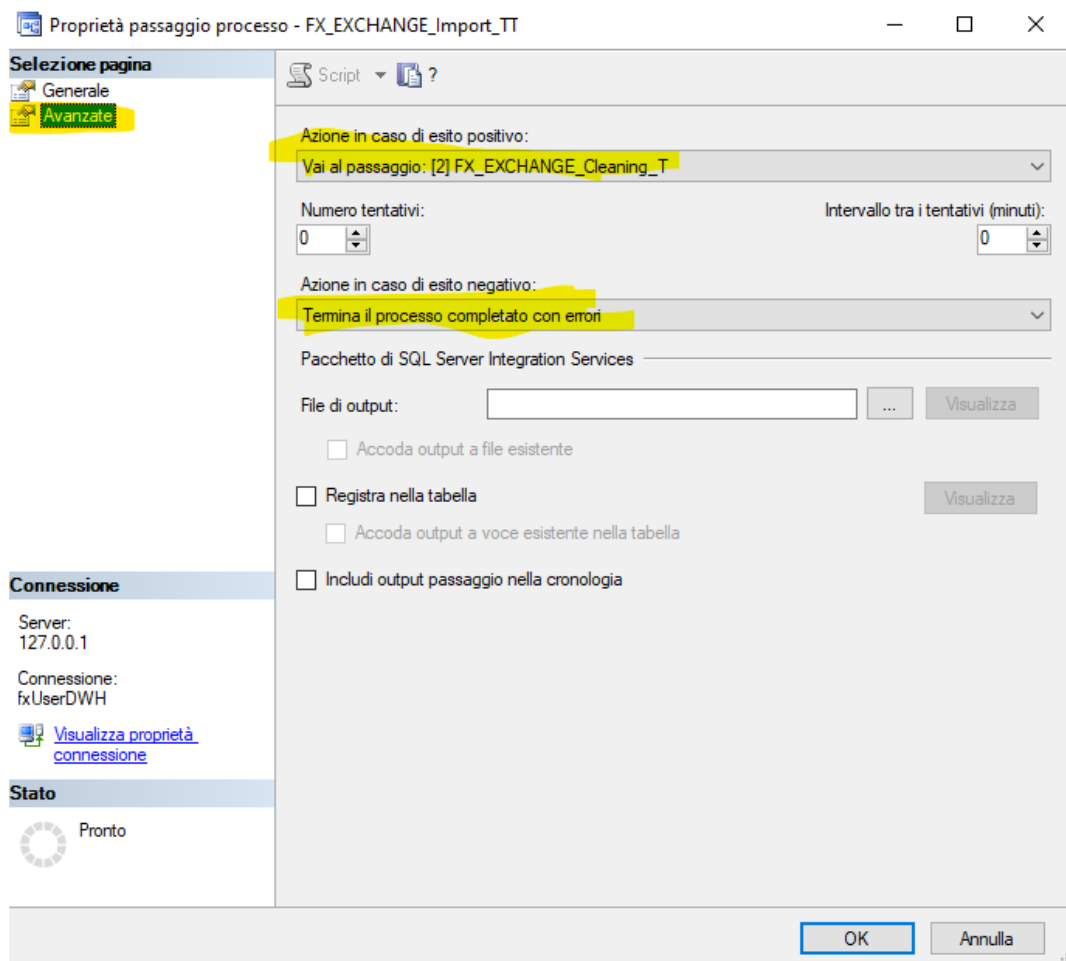 Proprietà passaggio processo - FX_EXCHANGE_Import_TT
Selezione pagina
Generale
Avanzate
Script
?
Azione in caso di esito positivo:
Vai al passaggio: [2] FX_EXCHANGE_Cleaning_T
Numero tentativi:
Intervallo tra i tentativi (minuti):
0
0
Azione in caso di esito negativo:
Termina il processo completato con errori
Pacchetto di SQL Server Integration Services
File di output:
...
Visualizza
Accoda output a file esistente
Registra nella tabella
Visualizza
Accoda output a voce esistente nella tabella
Includi output passaggio nella cronologia
Connessione
Server:
127.0.0.1
Connessione:
fxUserDWH
Visualizza proprietà
connessione
Stato
Pronto
OK
Annulla